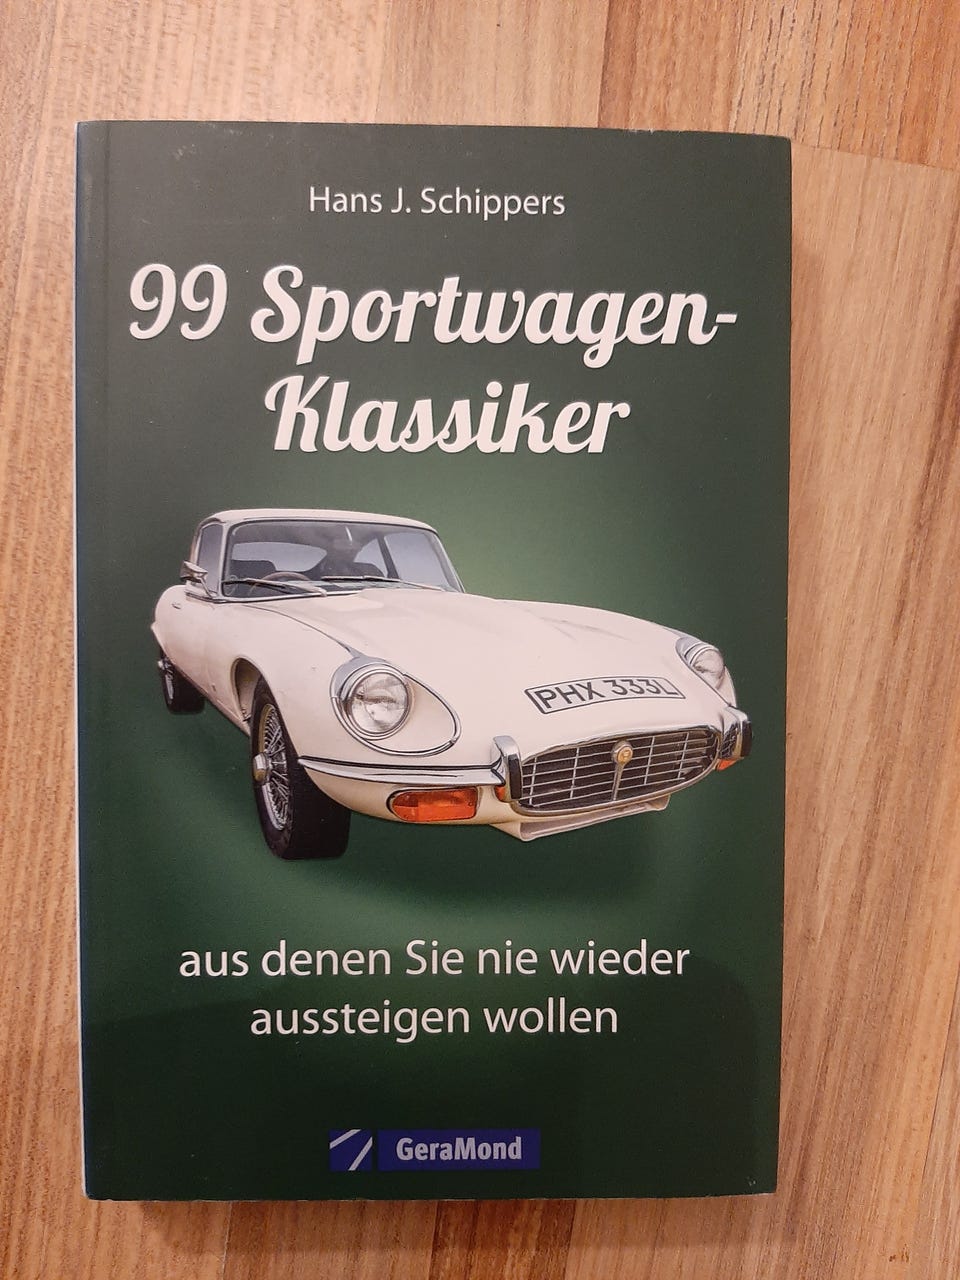 Hans J. Schippers
99 Sportwagen-
Klassiker
PHX 333L
aus denen Sie nie wieder
aussteigen wollen
GeraMond